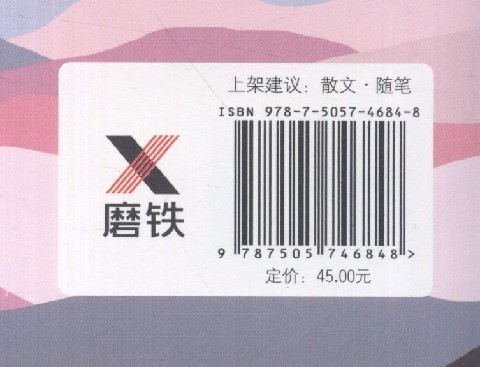 上架建议：散文·随笔
ISBN 978-7-5057-4684-8
磨铁
9 787505 746848 >
定价：45.00元